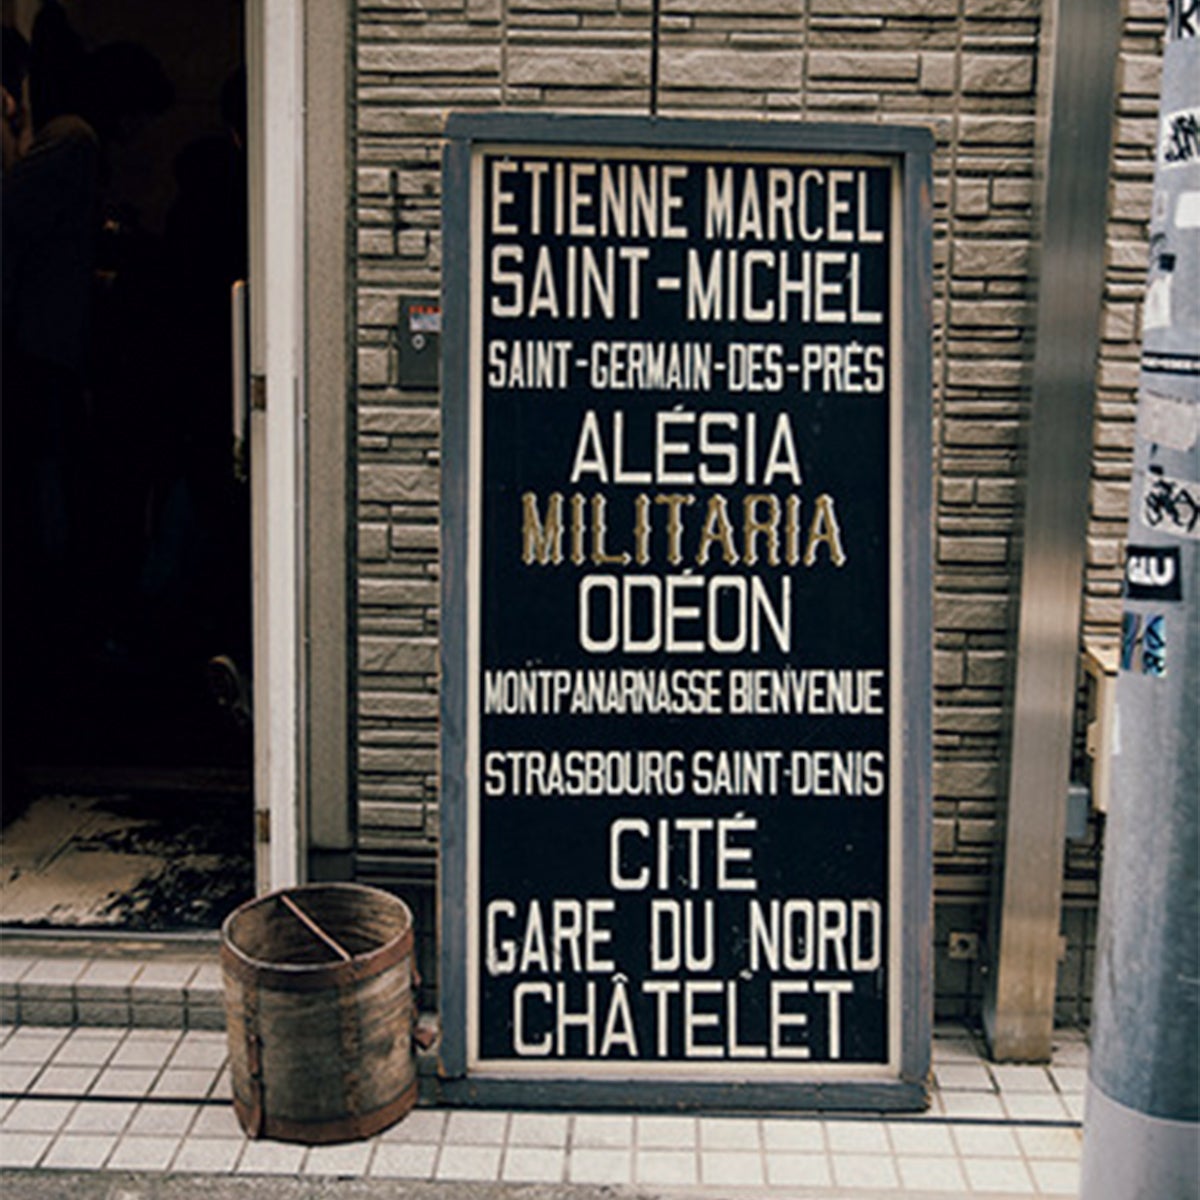 ÉTIENNE MARCEL
SAINT-MICHEL
SAINT-GERMAIN-DES-PRÉS
ALÉSIA
MILITARIA
ODÉON
MONTPANARNASSE BIENVENUE
STRASBOURG SAINT-DENIS
CITÉ
GARE DU NORD
CHÂTELET
GLU